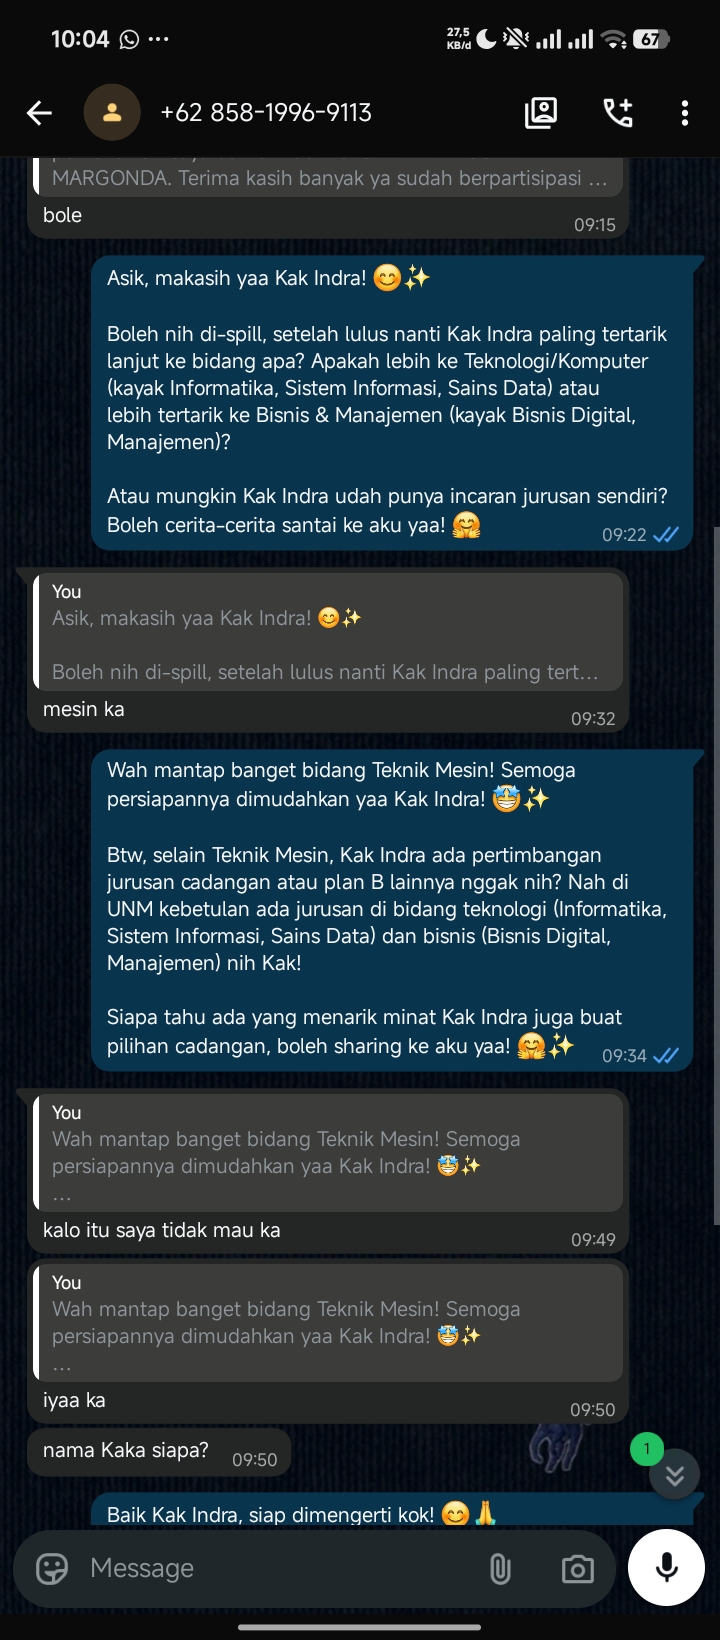 10:04
27,5
KB/d
67
+62 858-1996-9113
MARGONDA. Terima kasih banyak ya sudah berpartisipasi ...
bole
09:15
Asik, makasih yaa Kak Indra! 😊✨
Boleh nih di-spill, setelah lulus nanti Kak Indra paling tertarik
lanjut ke bidang apa? Apakah lebih ke Teknologi/Komputer
(kayak Informatika, Sistem Informasi, Sains Data) atau
lebih tertarik ke Bisnis & Manajemen (kayak Bisnis Digital,
Manajemen)?
Atau mungkin Kak Indra udah punya incaran jurusan sendiri?
Boleh cerita-cerita santai ke aku yaa! 🤗
09:22
You
Asik, makasih yaa Kak Indra! 😊✨
Boleh nih di-spill, setelah lulus nanti Kak Indra paling tert...
mesin ka
09:32
Wah mantap banget bidang Teknik Mesin! Semoga
persiapannya dimudahkan yaa Kak Indra! 🤩✨
Btw, selain Teknik Mesin, Kak Indra ada pertimbangan
jurusan cadangan atau plan B lainnya nggak nih? Nah di
UNM kebetulan ada jurusan di bidang teknologi (Informatika,
Sistem Informasi, Sains Data) dan bisnis (Bisnis Digital,
Manajemen) nih Kak!
Siapa tahu ada yang menarik minat Kak Indra juga buat
pilihan cadangan, boleh sharing ke aku yaa! 🤗✨
09:34
You
Wah mantap banget bidang Teknik Mesin! Semoga
persiapannya dimudahkan yaa Kak Indra! 🤩✨
...
kalo itu saya tidak mau ka
09:49
You
Wah mantap banget bidang Teknik Mesin! Semoga
persiapannya dimudahkan yaa Kak Indra! 🤩✨
...
iyaa ka
09:50
nama Kaka siapa?
09:50
1
Baik Kak Indra, siap dimengerti kok! 😊🙏
Message